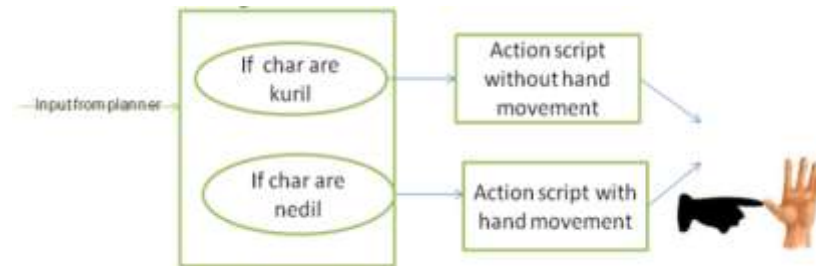 If char are
kuril
Action script
without hand
movement
Input from planner
If char are
nedil
Action script with
hand movement